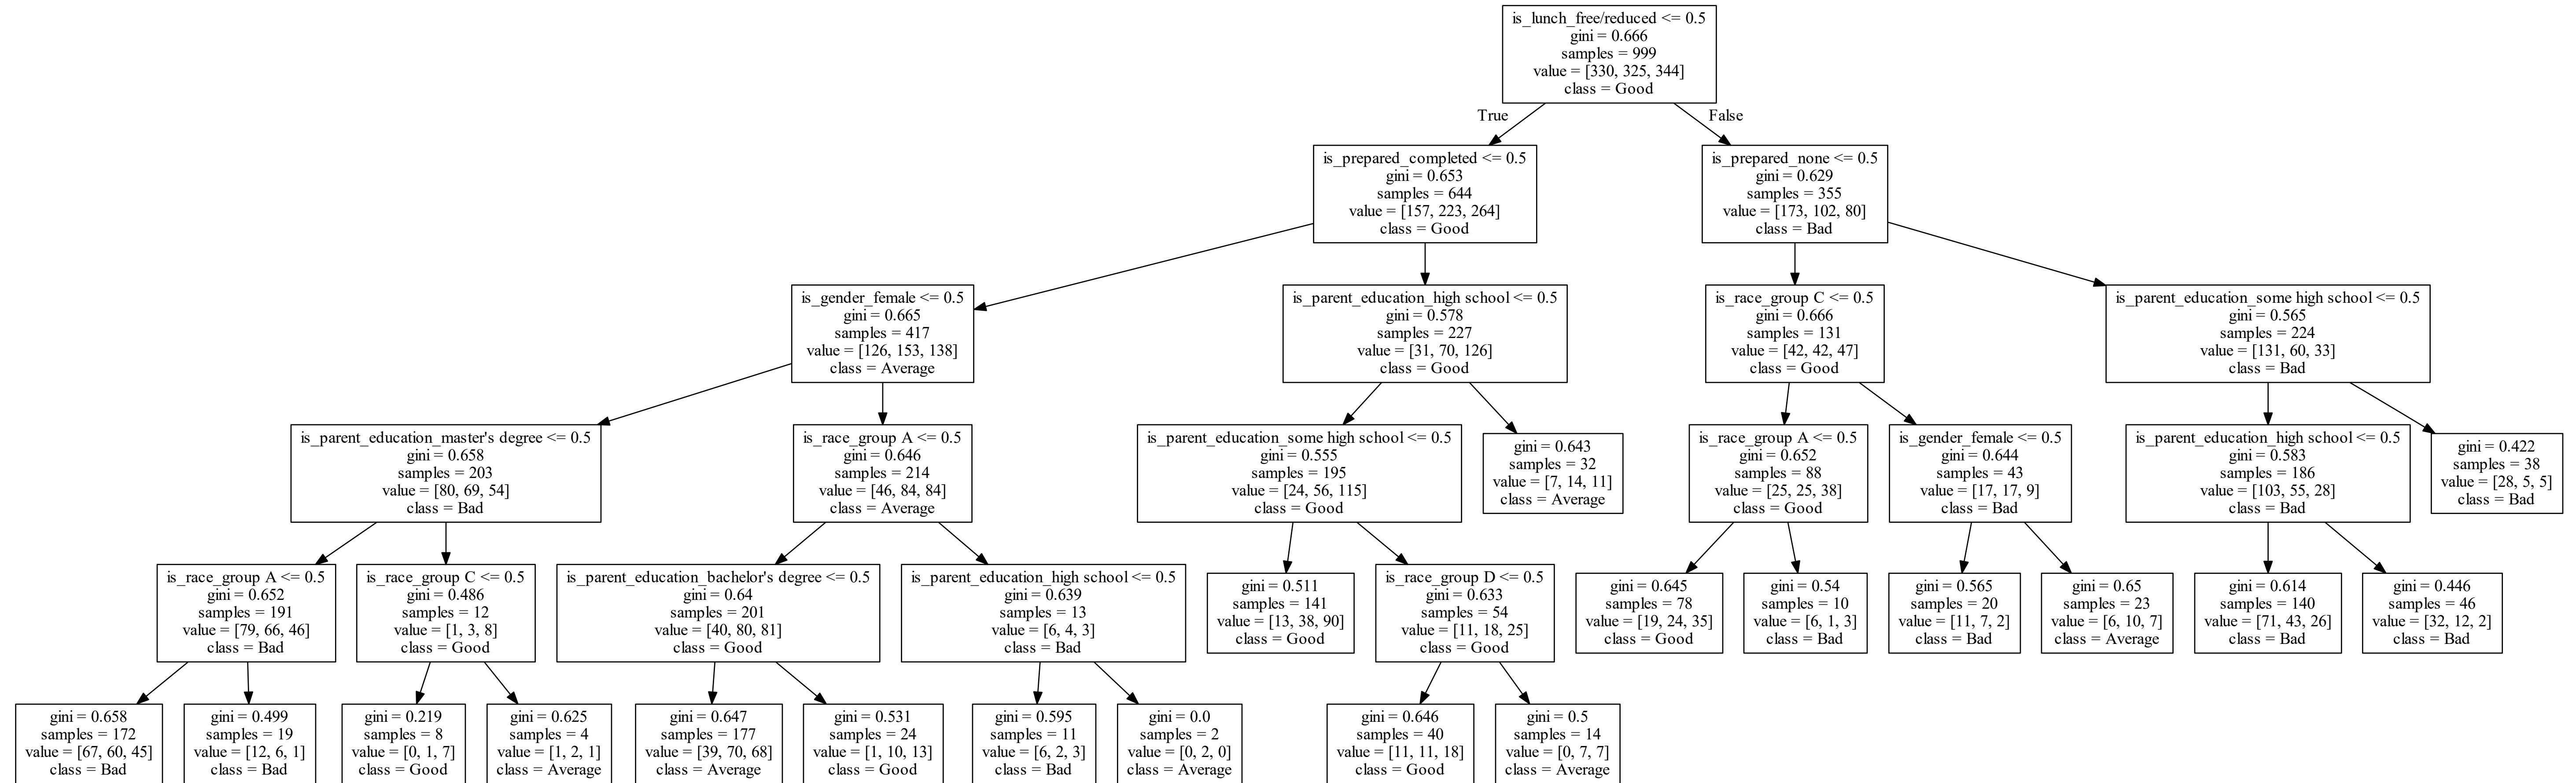 is_lunch_free/reduced <= 0.5
gini = 0.666
samples = 999
value = [330, 325, 344]
class = Good
True
False
is_prepared_completed <= 0.5
gini = 0.653
samples = 644
value = [157, 223, 264]
class = Good
is_prepared_none <= 0.5
gini = 0.629
samples = 355
value = [173, 102, 80]
class = Bad
is_gender_female <= 0.5
gini = 0.665
samples = 417
value = [126, 153, 138]
class = Average
is_parent_education_high school <= 0.5
gini = 0.578
samples = 227
value = [31, 70, 126]
class = Good
is_race_group C <= 0.5
gini = 0.666
samples = 131
value = [42, 42, 47]
class = Good
is_parent_education_some high school <= 0.5
gini = 0.565
samples = 224
value = [131, 60, 33]
class = Bad
is_parent_education_master's degree <= 0.5
gini = 0.658
samples = 203
value = [80, 69, 54]
class = Bad
is_race_group A <= 0.5
gini = 0.646
samples = 214
value = [46, 84, 84]
class = Average
is_parent_education_some high school <= 0.5
gini = 0.555
samples = 195
value = [24, 56, 115]
class = Good
gini = 0.643
samples = 32
value = [7, 14, 11]
class = Average
is_race_group A <= 0.5
gini = 0.652
samples = 88
value = [25, 25, 38]
class = Good
is_gender_female <= 0.5
gini = 0.644
samples = 43
value = [17, 17, 9]
class = Bad
is_parent_education_high school <= 0.5
gini = 0.583
samples = 186
value = [103, 55, 28]
class = Bad
gini = 0.422
samples = 38
value = [28, 5, 5]
class = Bad
is_race_group A <= 0.5
gini = 0.652
samples = 191
value = [79, 66, 46]
class = Bad
is_race_group C <= 0.5
gini = 0.486
samples = 12
value = [1, 3, 8]
class = Good
is_parent_education_bachelor's degree <= 0.5
gini = 0.64
samples = 201
value = [40, 80, 81]
class = Good
is_parent_education_high school <= 0.5
gini = 0.639
samples = 13
value = [6, 4, 3]
class = Bad
gini = 0.511
samples = 141
value = [13, 38, 90]
class = Good
is_race_group D <= 0.5
gini = 0.633
samples = 54
value = [11, 18, 25]
class = Good
gini = 0.645
samples = 78
value = [19, 24, 35]
class = Good
gini = 0.54
samples = 10
value = [6, 1, 3]
class = Bad
gini = 0.565
samples = 20
value = [11, 7, 2]
class = Bad
gini = 0.65
samples = 23
value = [6, 10, 7]
class = Average
gini = 0.614
samples = 140
value = [71, 43, 26]
class = Bad
gini = 0.446
samples = 46
value = [32, 12, 2]
class = Bad
gini = 0.658
samples = 172
value = [67, 60, 45]
class = Bad
gini = 0.499
samples = 19
value = [12, 6, 1]
class = Bad
gini = 0.219
samples = 8
value = [0, 1, 7]
class = Good
gini = 0.625
samples = 4
value = [1, 2, 1]
class = Average
gini = 0.647
samples = 177
value = [39, 70, 68]
class = Average
gini = 0.531
samples = 24
value = [1, 10, 13]
class = Good
gini = 0.595
samples = 11
value = [6, 2, 3]
class = Bad
gini = 0.0
samples = 2
value = [0, 2, 0]
class = Average
gini = 0.646
samples = 40
value = [11, 11, 18]
class = Good
gini = 0.5
samples = 14
value = [0, 7, 7]
class = Average